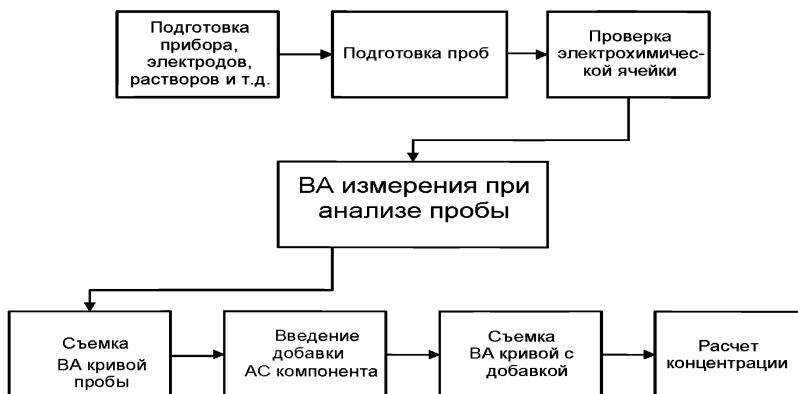 Подготовка
прибора,
электродов,
растворов и т.д.
Подготовка проб
Проверка
электрохимичес-
кой ячейки
ВА измерения при
анализе пробы
Съемка
ВА кривой
пробы
Введение
добавки
АС компонента
Съемка
ВА кривой с
добавкой
Расчет
концентрации